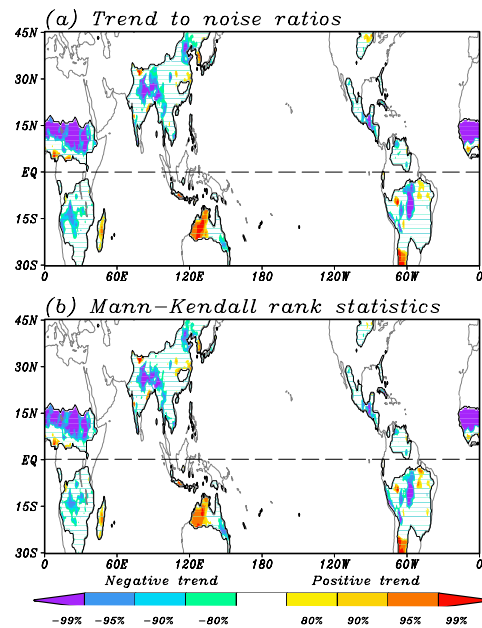 (a) Trend to noise ratios
45N
30N
15N
EQ
15S
30S
0 60E 120E 180 120W 60W 0
(b) Mann-Kendall rank statistics
45N
30N
15N
EQ
15S
30S
0 60E 120E 180 120W 60W 0
Negative trend Positive trend
-99% -95% -90% -80% 80% 90% 95% 99%